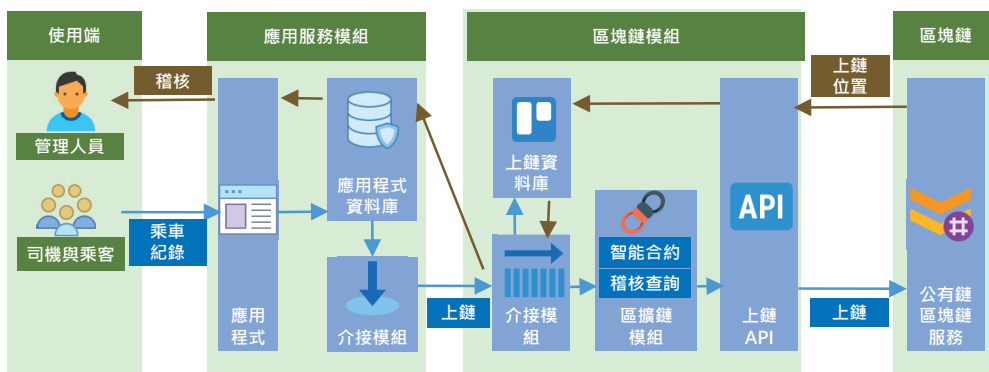 使用端
應用服務模組
區塊鏈模組
區塊鏈
稽核
管理人員
司機與乘客
乘車
紀錄
應用
程式
應用程式
資料庫
介接模組
上鏈
上鏈資
料庫
介接模
組
智能合約
稽核查詢
區擴鏈
模組
API
上鏈
API
上鏈
位置
上鏈
公有鏈
區塊鏈
服務